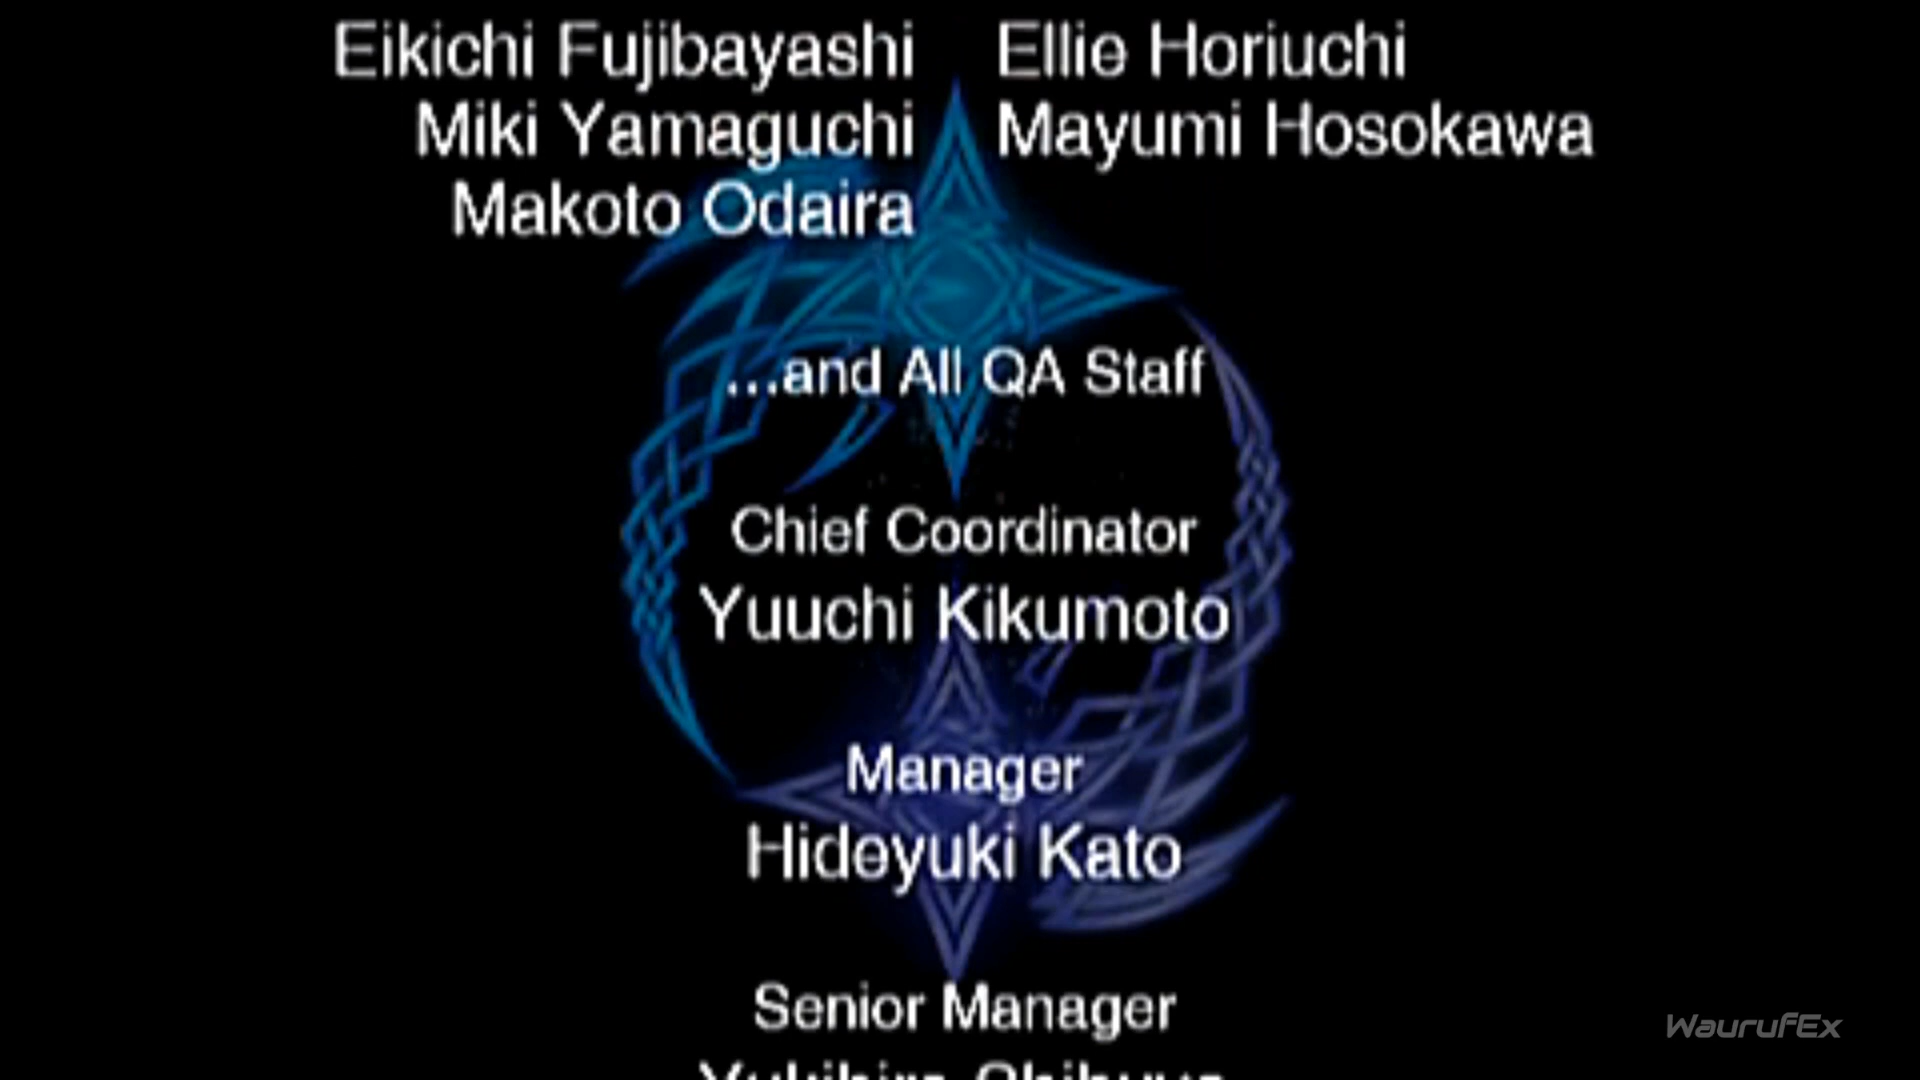 Eikichi Fujibayashi Ellie Horiuchi
Miki Yamaguchi Mayumi Hosokawa
Makoto Odaira
...and All QA Staff
Chief Coordinator
Yuuchi Kikumoto
Manager
Hideyuki Kato
Senior Manager
WaurufEx